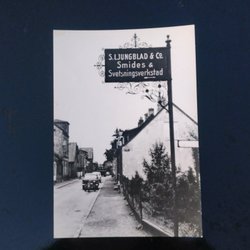 S. LJUNGBLAD & Co.
Smides &
Svetsningsverkstad